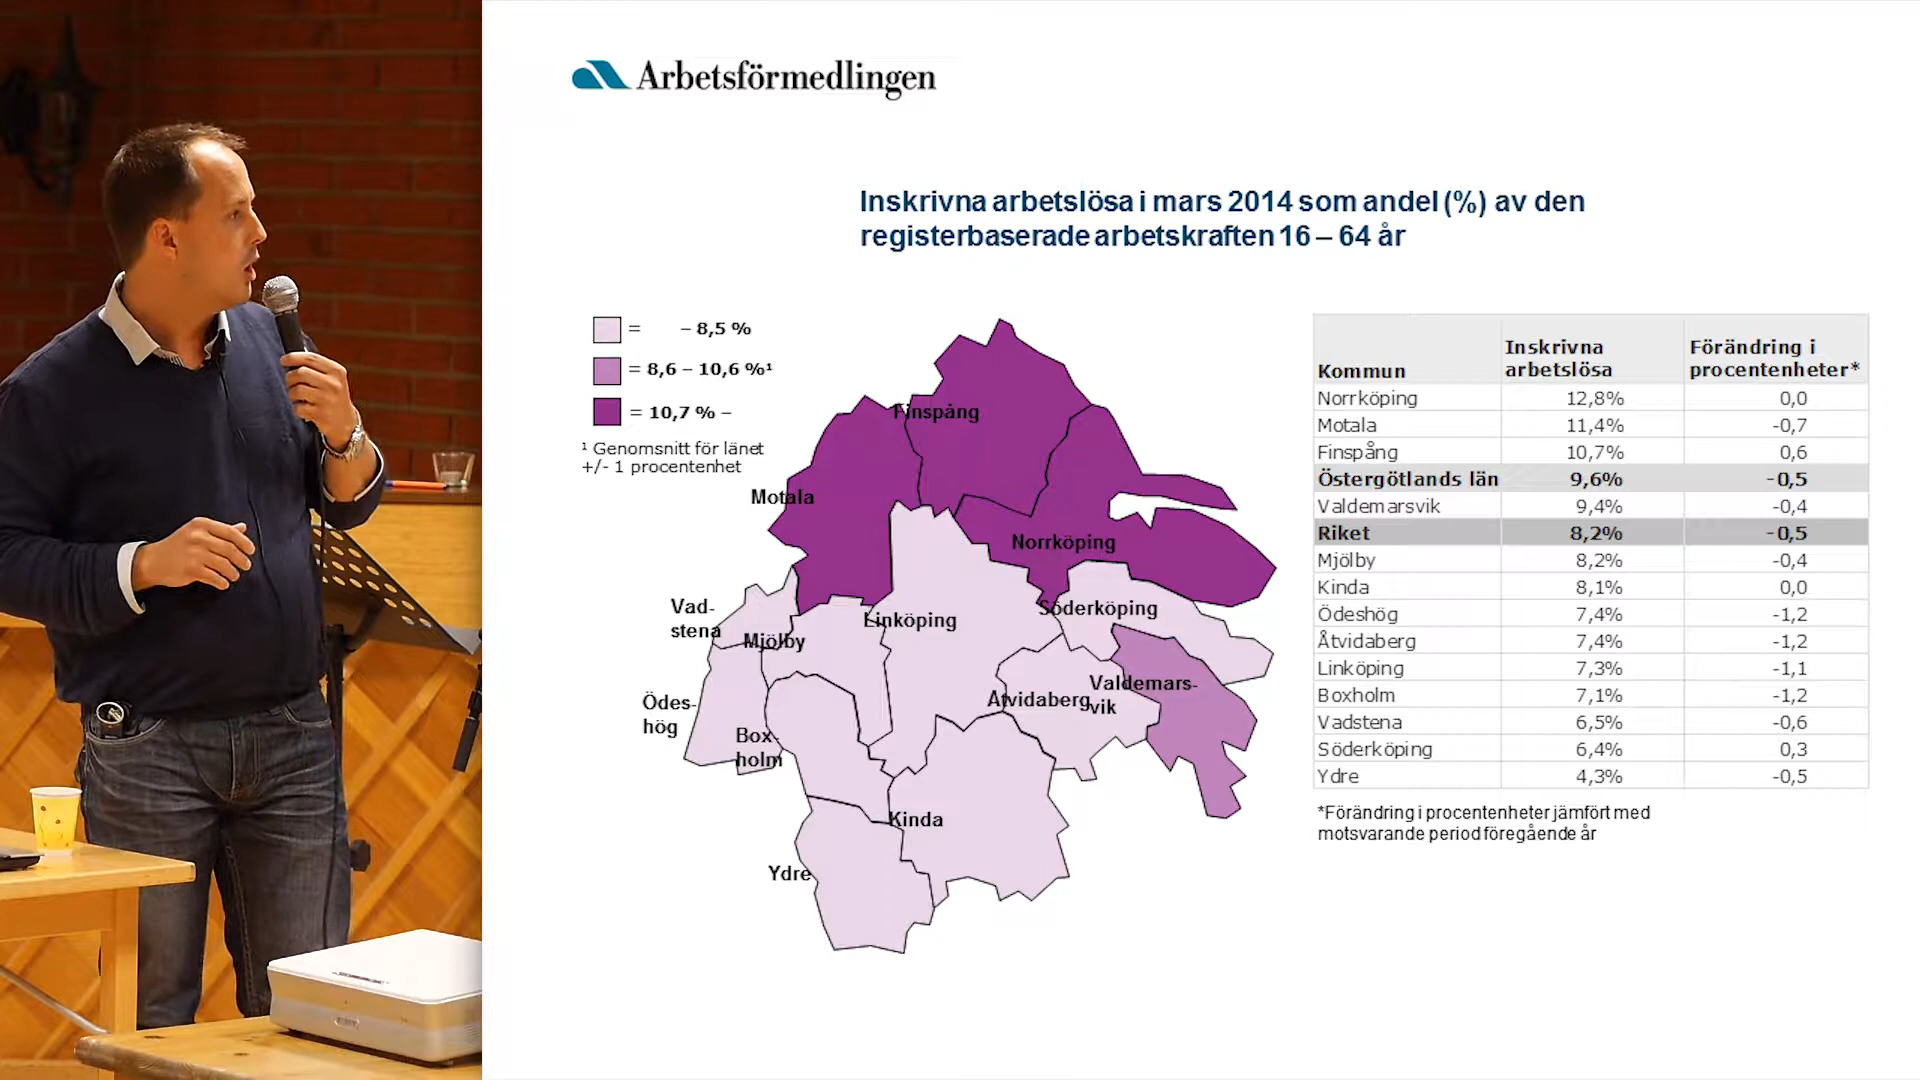 Arbetsförmedlingen
Inskrivna arbetslösa i mars 2014 som andel (%) av den
registerbaserade arbetskraften 16 – 64 år
= – 8,5 %
= 8,6 – 10,6 %¹
= 10,7 % –
¹ Genomsnitt för länet
+/- 1 procentenhet
Finspång
Motala
Norrköping
Vad-
stena
Mjölby
Linköping
Söderköping
Ödes-
hög
Box-
holm
Åtvidaberg
Valdemars-
vik
Kinda
Ydre
Kommun Inskrivna arbetslösa Förändring i procentenheter*
Norrköping 12,8% 0,0
Motala 11,4% -0,7
Finspång 10,7% 0,6
Östergötlands län 9,6% -0,5
Valdemarsvik 9,4% -0,4
Riket 8,2% -0,5
Mjölby 8,2% -0,4
Kinda 8,1% 0,0
Ödeshög 7,4% -1,2
Åtvidaberg 7,4% -1,2
Linköping 7,3% -1,1
Boxholm 7,1% -1,2
Vadstena 6,5% -0,6
Söderköping 6,4% 0,3
Ydre 4,3% -0,5
*Förändring i procentenheter jämfört med
motsvarande period föregående år